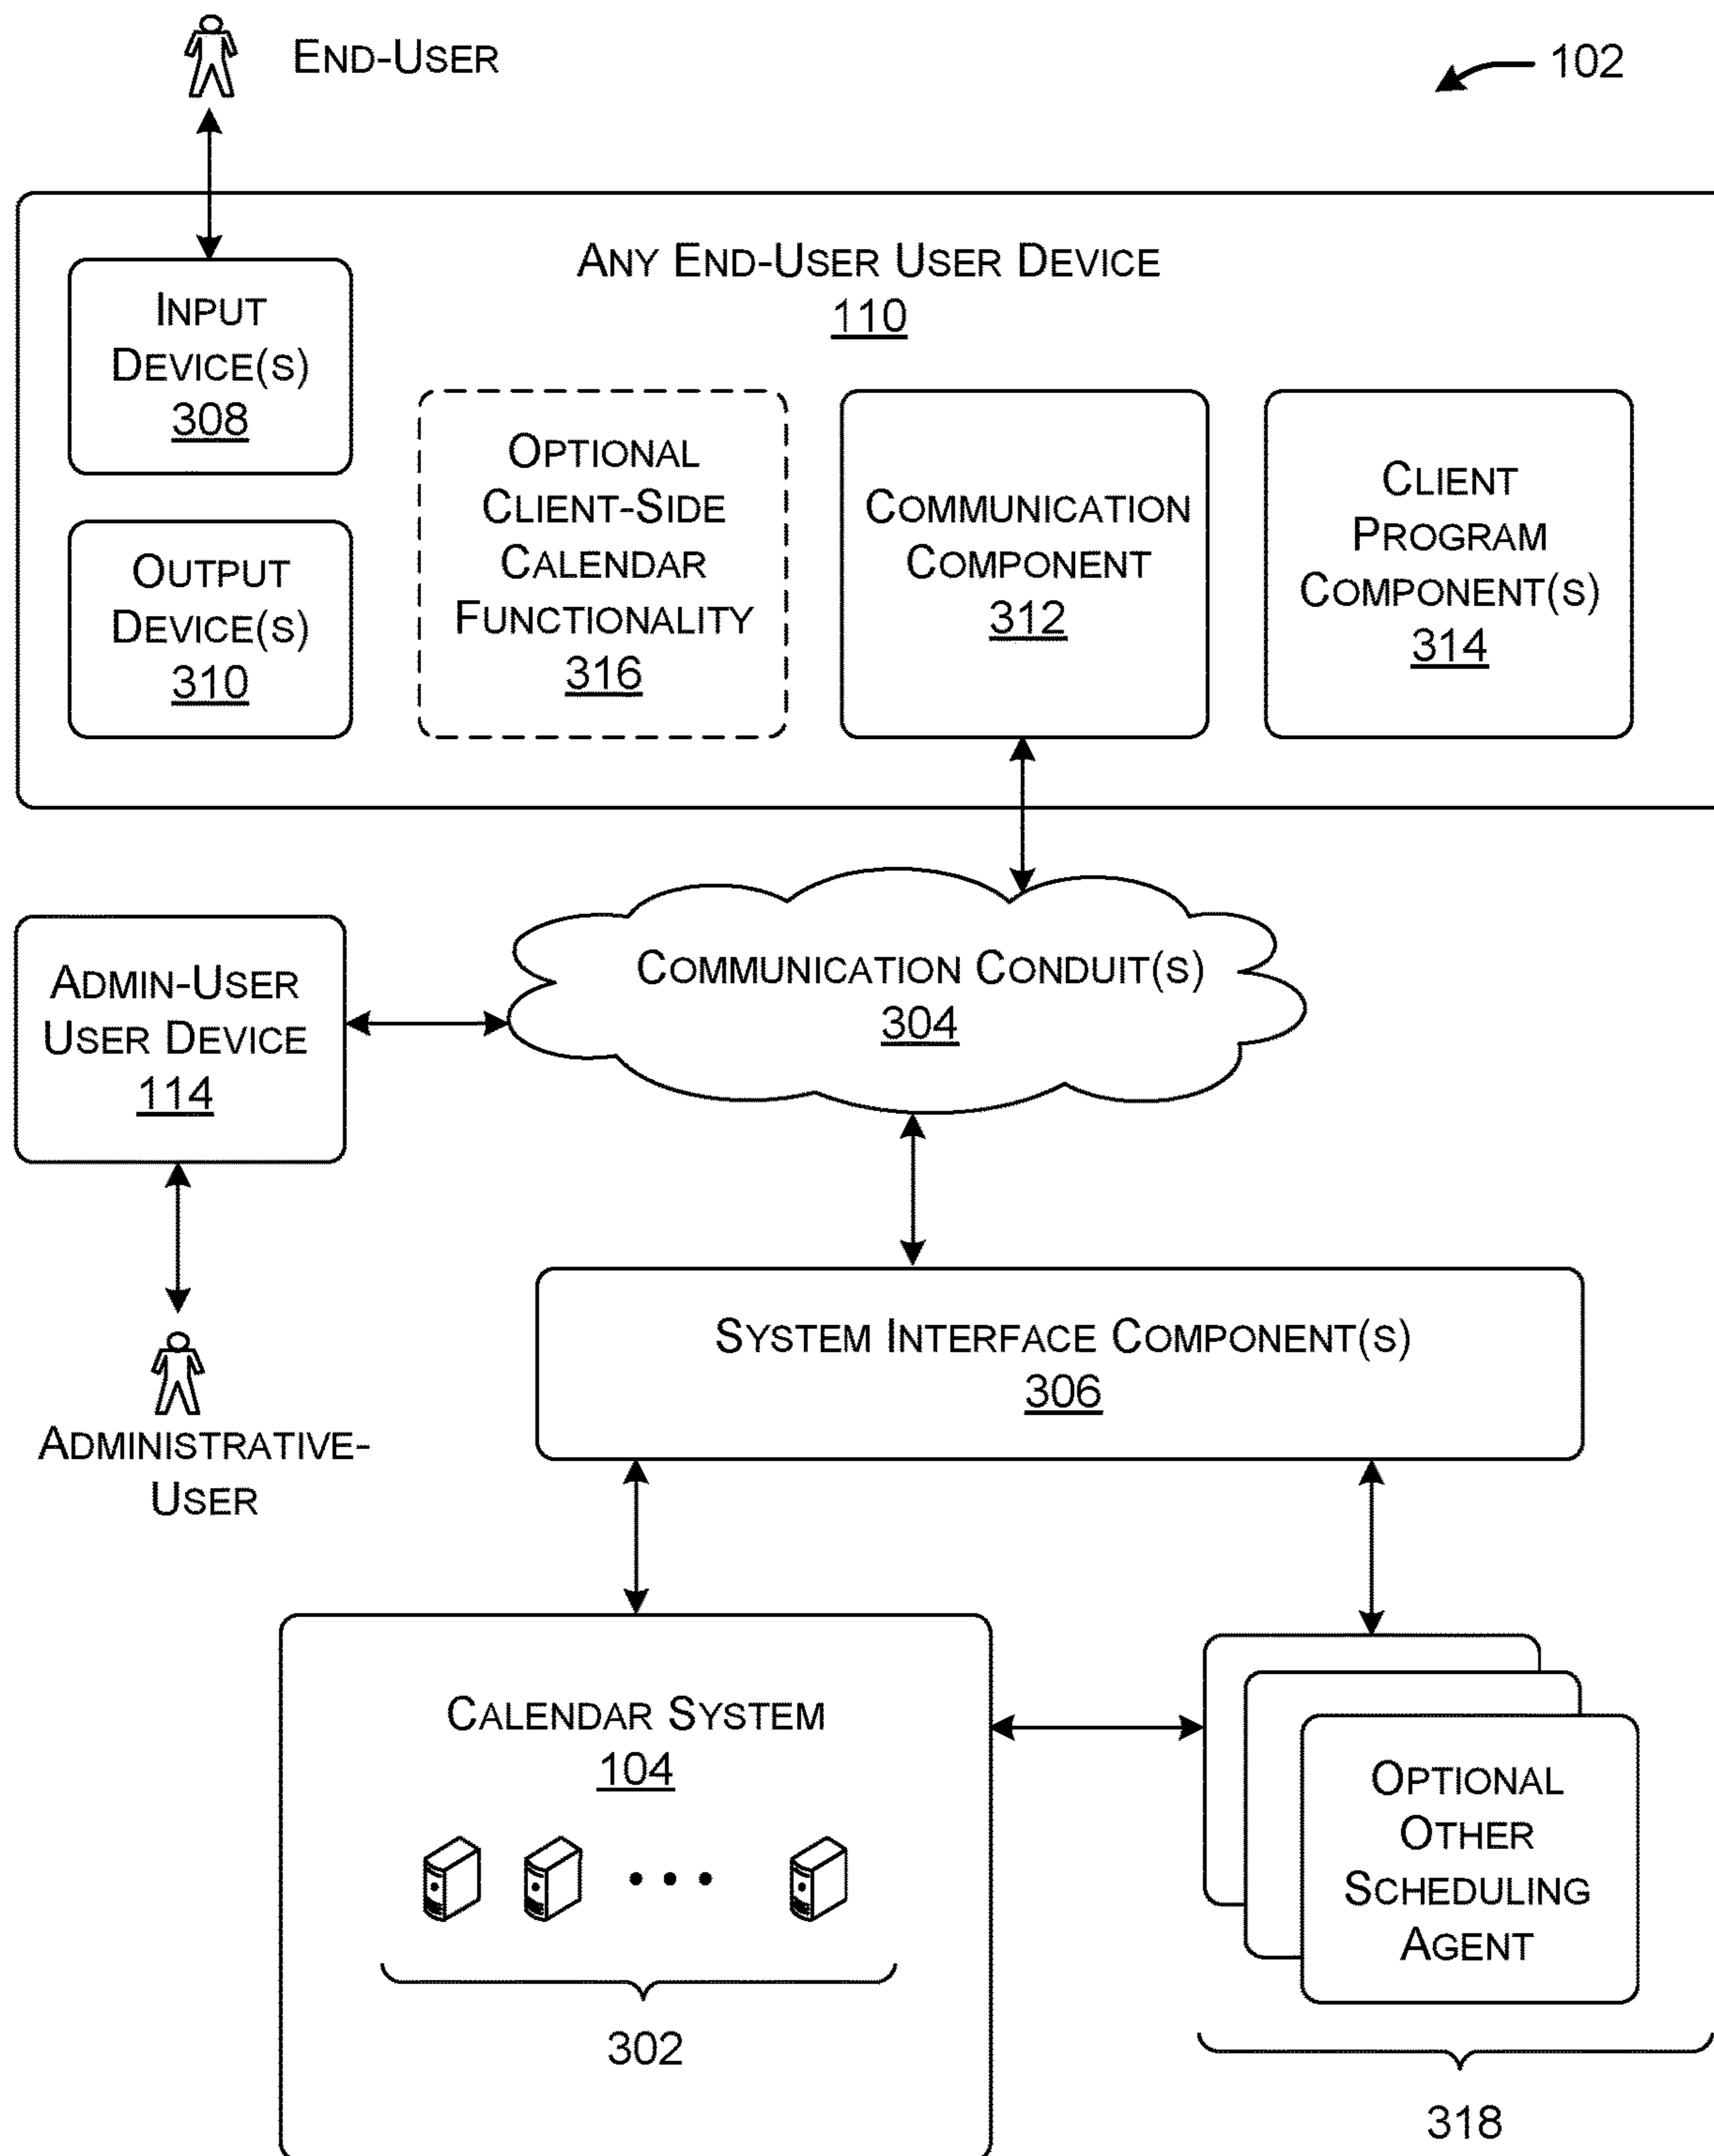 END-USER
102
ANY END-USER USER DEVICE
110
INPUT
DEVICE(S)
308
OUTPUT
DEVICE(S)
310
OPTIONAL
CLIENT-SIDE
CALENDAR
FUNCTIONALITY
316
COMMUNICATION
COMPONENT
312
CLIENT
PROGRAM
COMPONENT(S)
314
COMMUNICATION CONDUIT(S)
304
ADMIN-USER
USER DEVICE
114
ADMINISTRATIVE-
USER
SYSTEM INTERFACE COMPONENT(S)
306
CALENDAR SYSTEM
104
302
OPTIONAL
OTHER
SCHEDULING
AGENT
318